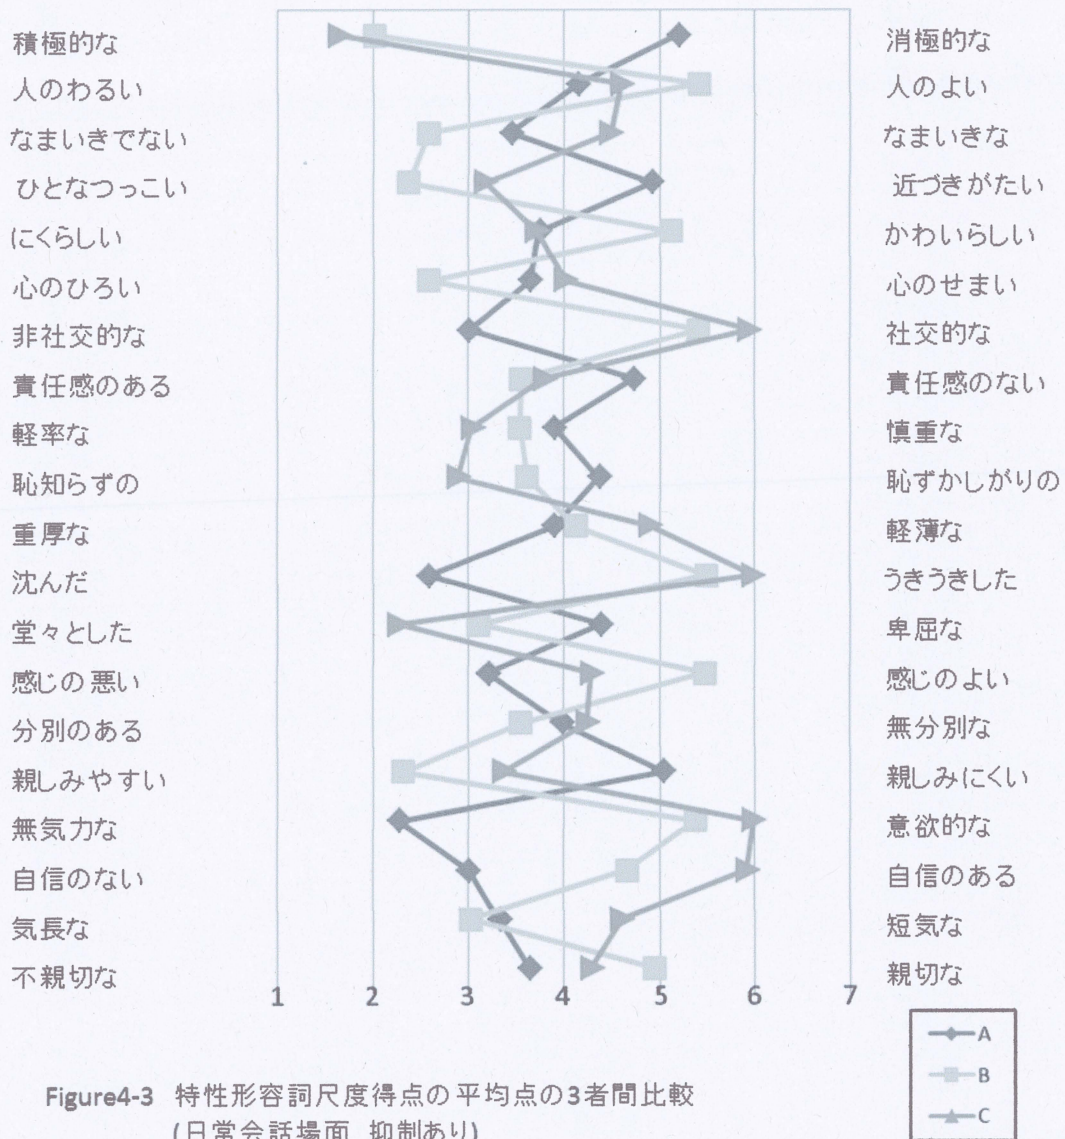 積極的な 消極的な
人のわるい 人のよい
なまいきでない なまいきな
ひとなつっこい 近づきがたい
にくらしい かわいらしい
心のひろい 心のせまい
非社交的な 社交的な
責任感のある 責任感のない
軽率な 慎重な
恥知らずの 恥ずかしがりの
重厚な 軽薄な
沈んだ うきうきした
堂々とした 卑屈な
感じの悪い 感じのよい
分別のある 無分別な
親しみやすい 親しみにくい
無気力な 意欲的な
自信のない 自信のある
気長な 短気な
不親切な 親切な
1 2 3 4 5 6 7
A
B
C
Figure4-3 特性形容詞尺度得点の平均点の3者間比較
(日常会話場面 抑制あり)